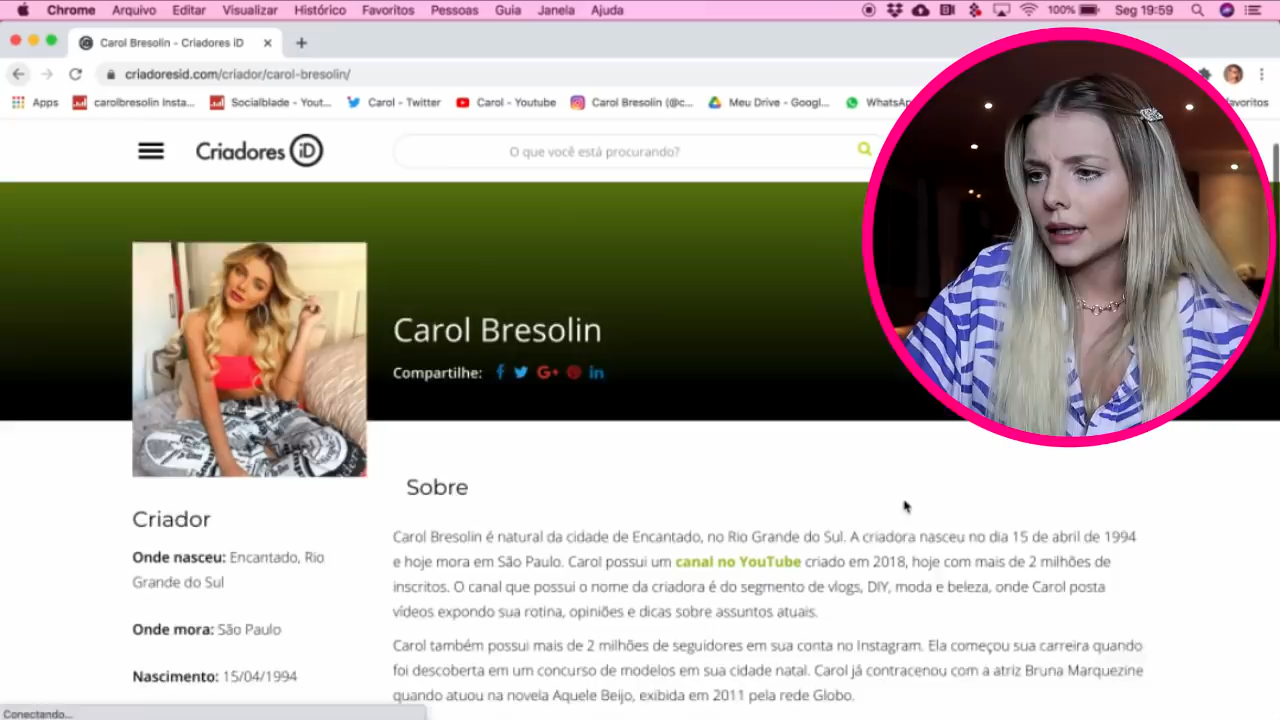 Chrome Arquivo Editar Visualizar Histórico Favoritos Pessoas Guia Janela Ajuda 100% Seg 19:59
Carol Bresolin - Criadores iD
criadoresid.com/criador/carol-bresolin/
Apps carolbresolin Insta... Socialblade - Yout... Carol - Twitter Carol - Youtube Carol Bresolin (@c... Meu Drive - Googl... WhatsAp favoritos
Criadores iD O que você está procurando?
Carol Bresolin
Compartilhe:
Sobre
Carol Bresolin é natural da cidade de Encantado, no Rio Grande do Sul. A criadora nasceu no dia 15 de abril de 1994
e hoje mora em São Paulo. Carol possui um canal no YouTube criado em 2018, hoje com mais de 2 milhões de
inscritos. O canal que possui o nome da criadora é do segmento de vlogs, DIY, moda e beleza, onde Carol posta
vídeos expondo sua rotina, opiniões e dicas sobre assuntos atuais.
Carol também possui mais de 2 milhões de seguidores em sua conta no Instagram. Ela começou sua carreira quando
foi descoberta em um concurso de modelos em sua cidade natal. Carol já contracenou com a atriz Bruna Marquezine
quando atuou na novela Aquele Beijo, exibida em 2011 pela rede Globo.
Criador
Onde nasceu: Encantado, Rio
Grande do Sul
Onde mora: São Paulo
Nascimento: 15/04/1994
Conectando...